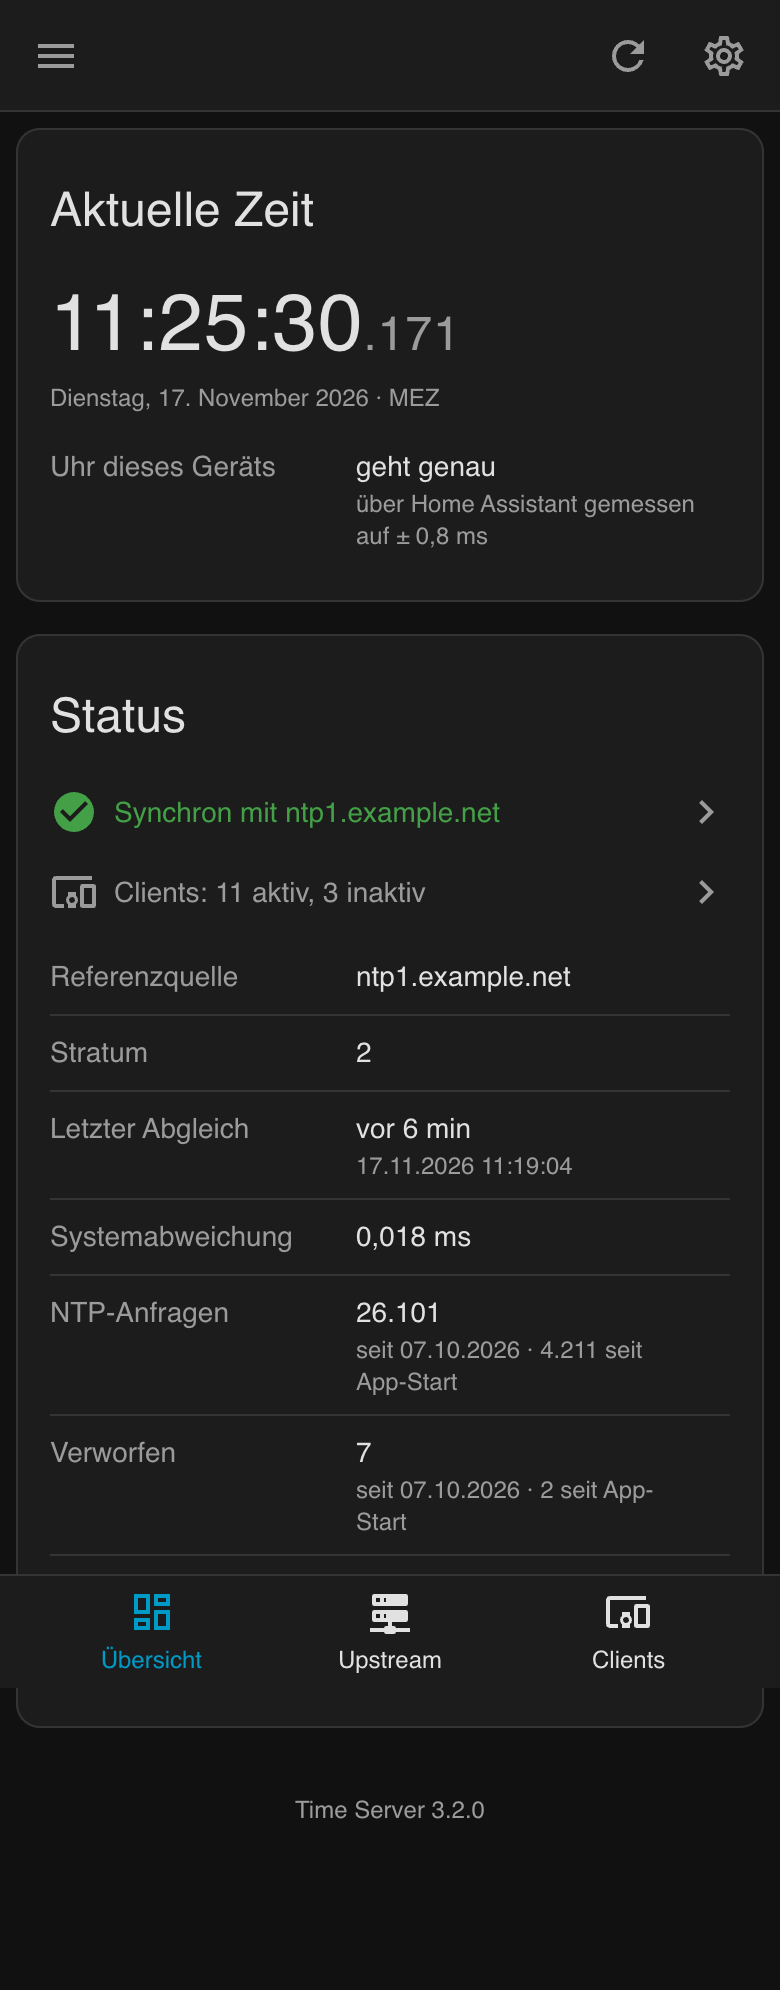 Aktuelle Zeit
11:25:30.171
Dienstag, 17. November 2026 · MEZ
Uhr dieses Geräts
geht genau
über Home Assistant gemessen
auf ± 0,8 ms
Status
Synchron mit ntp1.example.net
Clients: 11 aktiv, 3 inaktiv
Referenzquelle
ntp1.example.net
Stratum
2
Letzter Abgleich
vor 6 min
17.11.2026 11:19:04
Systemabweichung
0,018 ms
NTP-Anfragen
26.101
seit 07.10.2026 · 4.211 seit
App-Start
Verworfen
7
seit 07.10.2026 · 2 seit App-
Start
Übersicht
Upstream
Clients
Time Server 3.2.0